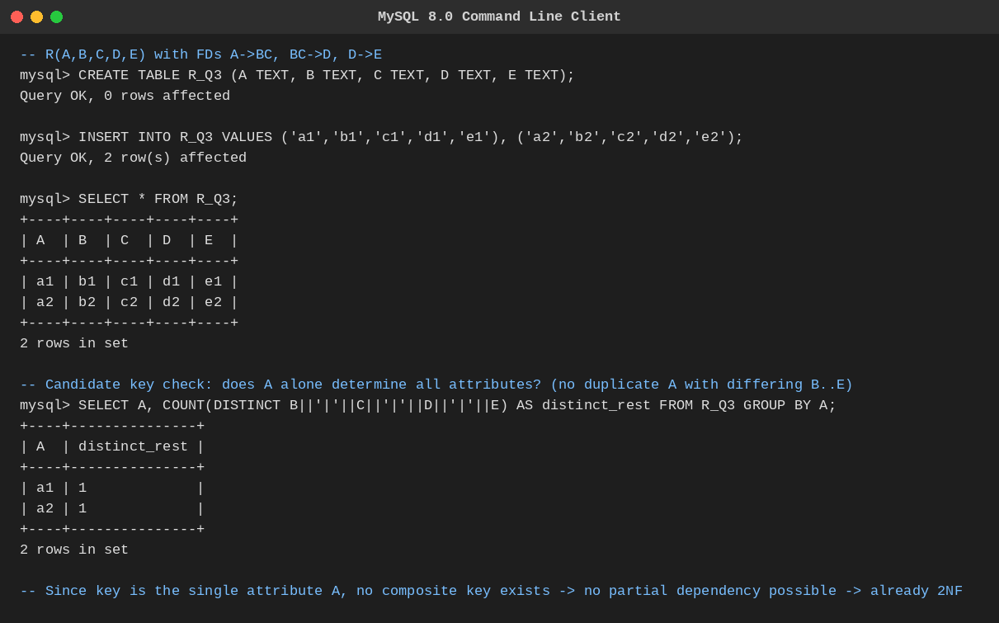 MySQL 8.0 Command Line Client
-- R(A,B,C,D,E) with FDs A->BC, BC->D, D->E
mysql> CREATE TABLE R_Q3 (A TEXT, B TEXT, C TEXT, D TEXT, E TEXT);
Query OK, 0 rows affected
mysql> INSERT INTO R_Q3 VALUES ('a1','b1','c1','d1','e1'), ('a2','b2','c2','d2','e2');
Query OK, 2 row(s) affected
mysql> SELECT * FROM R_Q3;
+----+----+----+----+----+
| A  | B  | C  | D  | E  |
+----+----+----+----+----+
| a1 | b1 | c1 | d1 | e1 |
| a2 | b2 | c2 | d2 | e2 |
+----+----+----+----+----+
2 rows in set
-- Candidate key check: does A alone determine all attributes? (no duplicate A with differing B..E)
mysql> SELECT A, COUNT(DISTINCT B||'|'||C||'|'||D||'|'||E) AS distinct_rest FROM R_Q3 GROUP BY A;
+----+---------------+
| A  | distinct_rest |
+----+---------------+
| a1 | 1             |
| a2 | 1             |
+----+---------------+
2 rows in set
-- Since key is the single attribute A, no composite key exists -> no partial dependency possible -> already 2NF